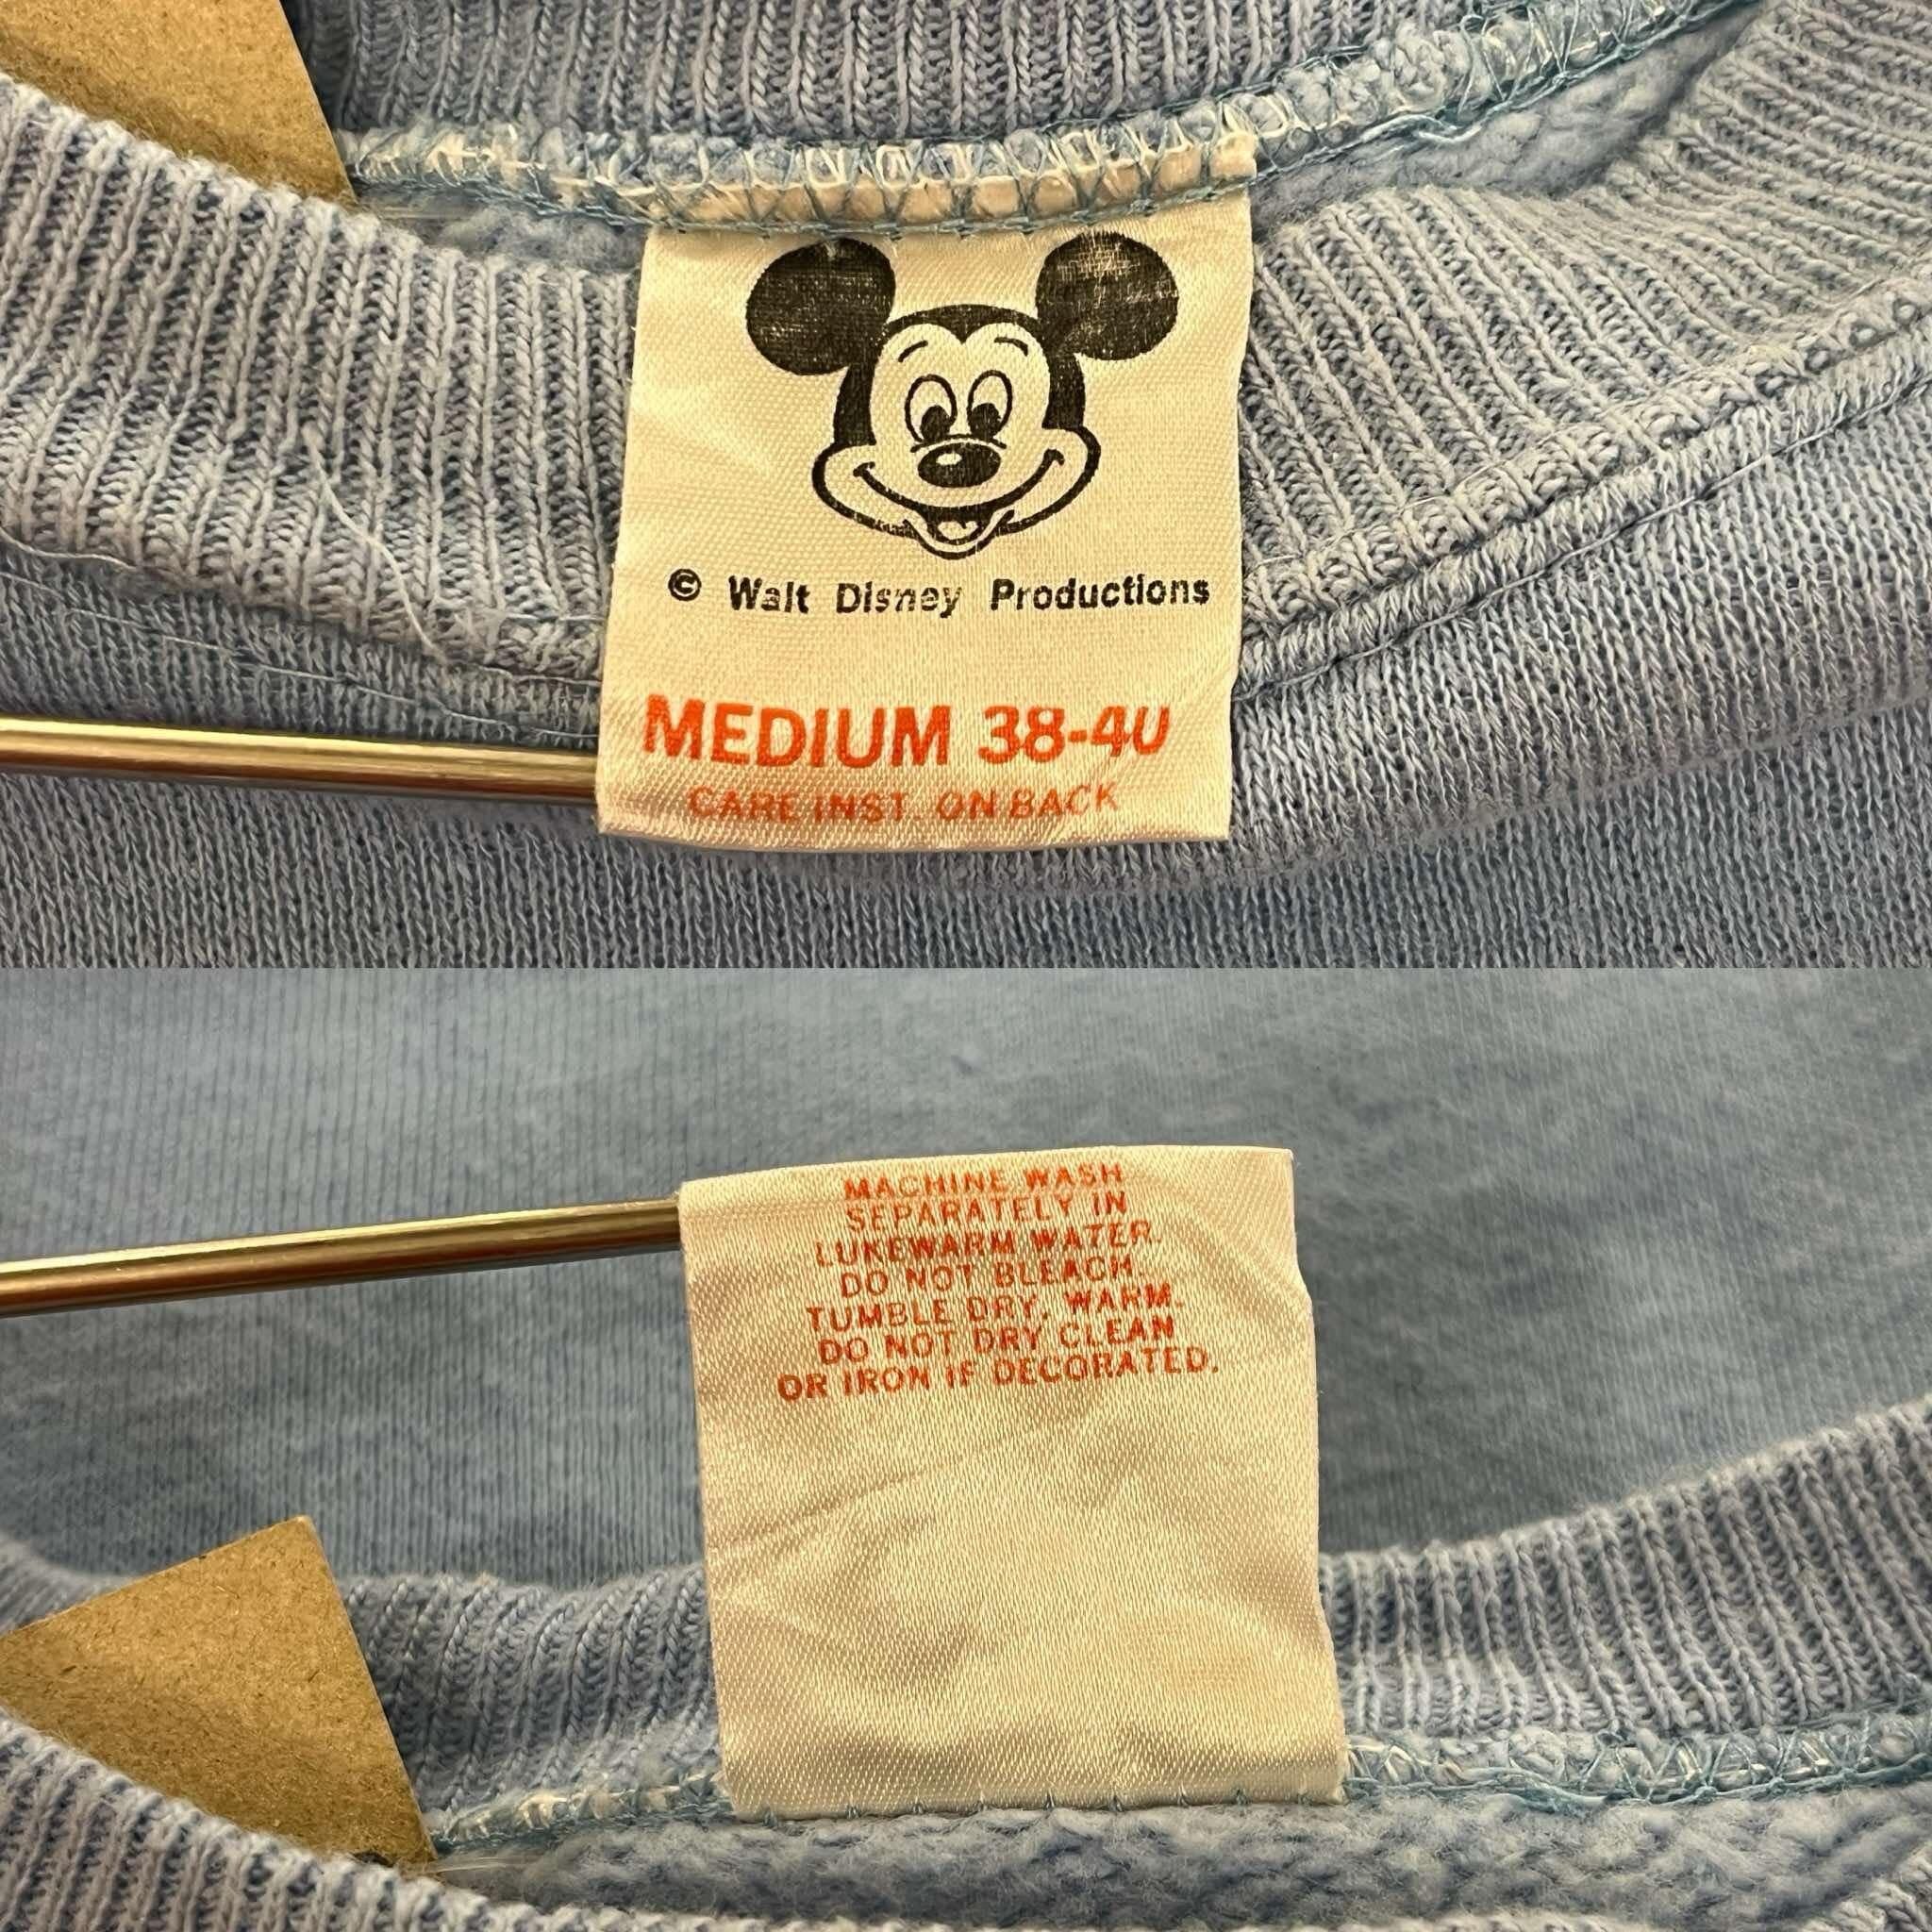 © Walt Disney Productions
MEDIUM 38-40
CARE INST. ON BACK
MACHINE WASH
SEPARATELY IN
LUKEWARM WATER.
DO NOT BLEACH.
TUMBLE DRY, WARM.
DO NOT DRY CLEAN
OR IRON IF DECORATED.